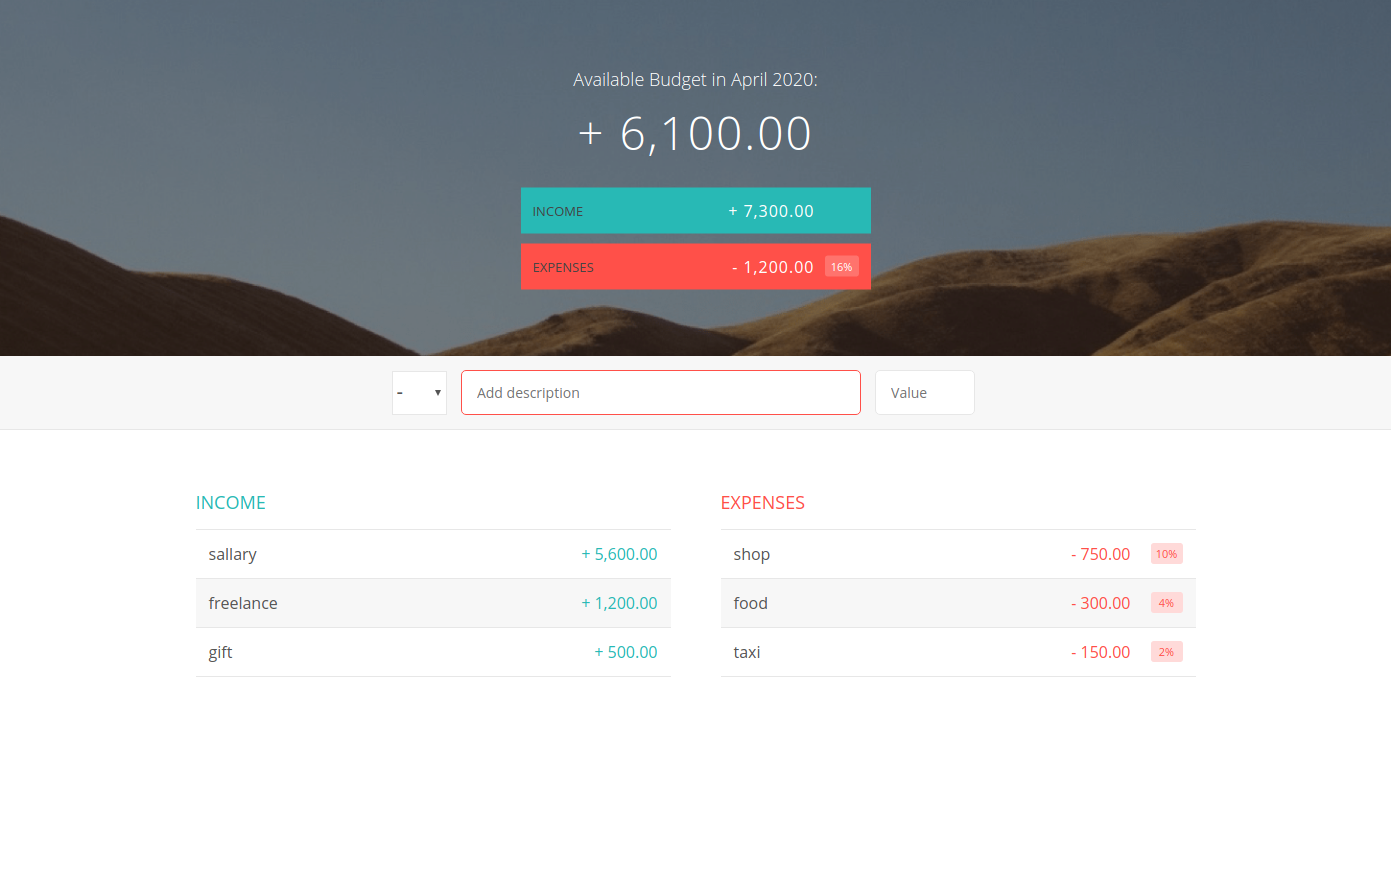 Available Budget in April 2020:
+ 6,100.00
INCOME + 7,300.00
EXPENSES - 1,200.00 16%
- Add description Value
INCOME
sallary + 5,600.00
freelance + 1,200.00
gift + 500.00
EXPENSES
shop - 750.00 10%
food - 300.00 4%
taxi - 150.00 2%